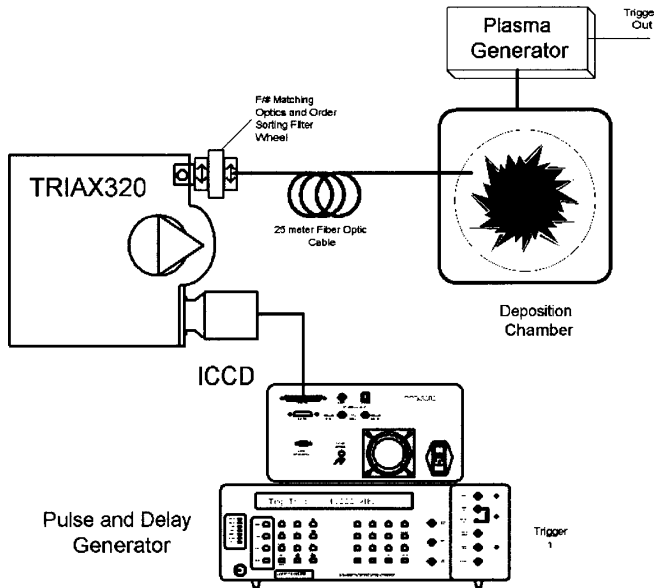 Plasma
Generator
Trigge
Out
F/# Matching
Optics and Order
Sorting Filter
Wheel
TRIAX320
25 meter Fiber Optic
Cable
Deposition
Chamber
ICCD
Pulse and Delay
Generator
Trigger
1